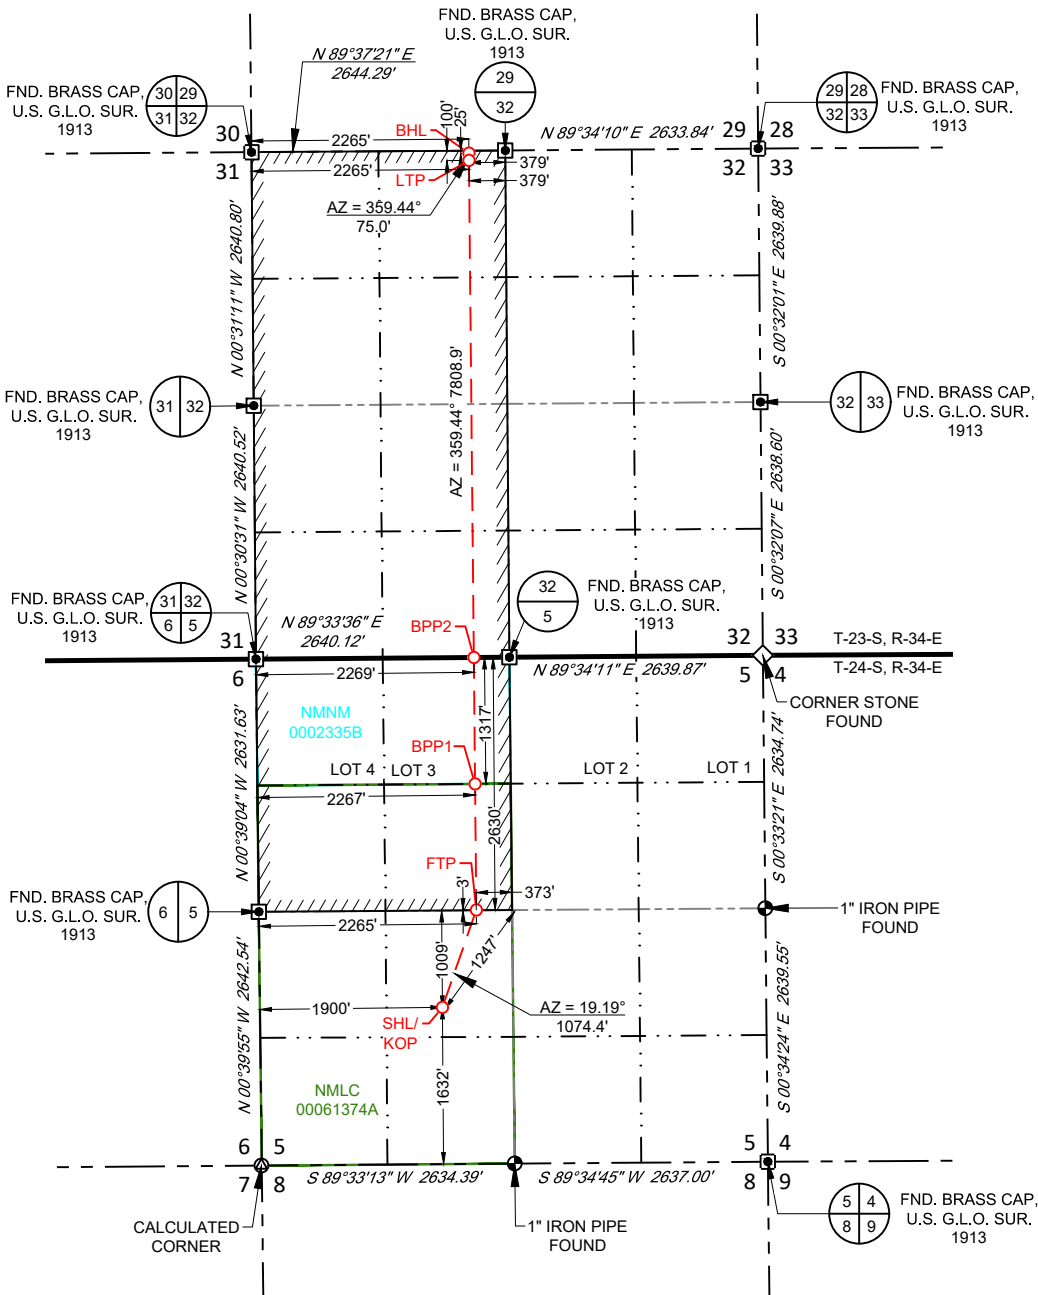 FND. BRASS CAP,
U.S. G.L.O. SUR.
1913
29
32
N 89°37'21" E
2644.29'
FND. BRASS CAP,
U.S. G.L.O. SUR.
1913
30 29
31 32
30
31
2265'
BHL
100'
25'
N 89°34'10" E 2633.84'
29 28
32 33
29 28
32 33
FND. BRASS CAP,
U.S. G.L.O. SUR.
1913
2265'
LTP
379'
379'
AZ = 359.44°
75.0'
N 00°31'11" W 2640.80'
S 00°32'01" E 2639.88'
AZ = 359.44° 7808.9'
FND. BRASS CAP,
U.S. G.L.O. SUR.
1913
31 32
32 33
FND. BRASS CAP,
U.S. G.L.O. SUR.
1913
N 00°30'31" W 2640.52'
S 00°32'07" E 2638.60'
FND. BRASS CAP,
U.S. G.L.O. SUR.
1913
31 32
6 5
31
6
N 89°33'36" E
2640.12'
BPP2
32
5
FND. BRASS CAP,
U.S. G.L.O. SUR.
1913
32 33
5 4
T-23-S, R-34-E
T-24-S, R-34-E
2269'
N 89°34'11" E 2639.87'
CORNER STONE
FOUND
NMNM
0002335B
1317'
BPP1
LOT 4
LOT 3
LOT 2
LOT 1
2267'
N 00°39'04" W 2631.63'
S 00°33'21" E 2634.74'
2630'
FTP
3'
373'
FND. BRASS CAP,
U.S. G.L.O. SUR.
1913
6 5
2265'
1" IRON PIPE
FOUND
1009'
1247'
1900'
SHL/
KOP
AZ = 19.19°
1074.4'
N 00°39'55" W 2642.54'
S 00°34'24" E 2639.55'
NMLC
00061374A
1632'
6 5
7 8
S 89°33'13" W 2634.39'
S 89°34'45" W 2637.00'
5 4
8 9
5 4
8 9
FND. BRASS CAP,
U.S. G.L.O. SUR.
1913
CALCULATED
CORNER
1" IRON PIPE
FOUND